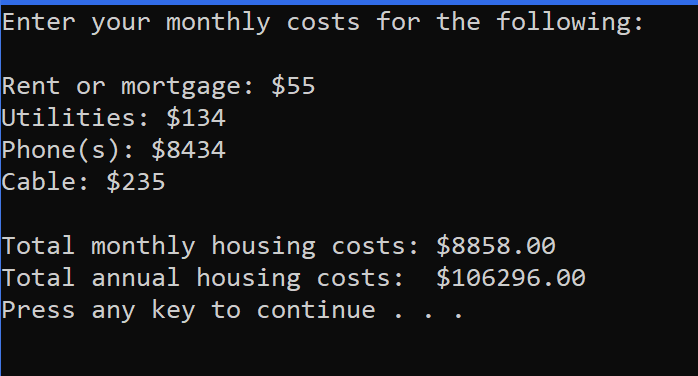 Enter your monthly costs for the following:
Rent or mortgage: $55
Utilities: $134
Phone(s): $8434
Cable: $235
Total monthly housing costs: $8858.00
Total annual housing costs:  $106296.00
Press any key to continue . . .